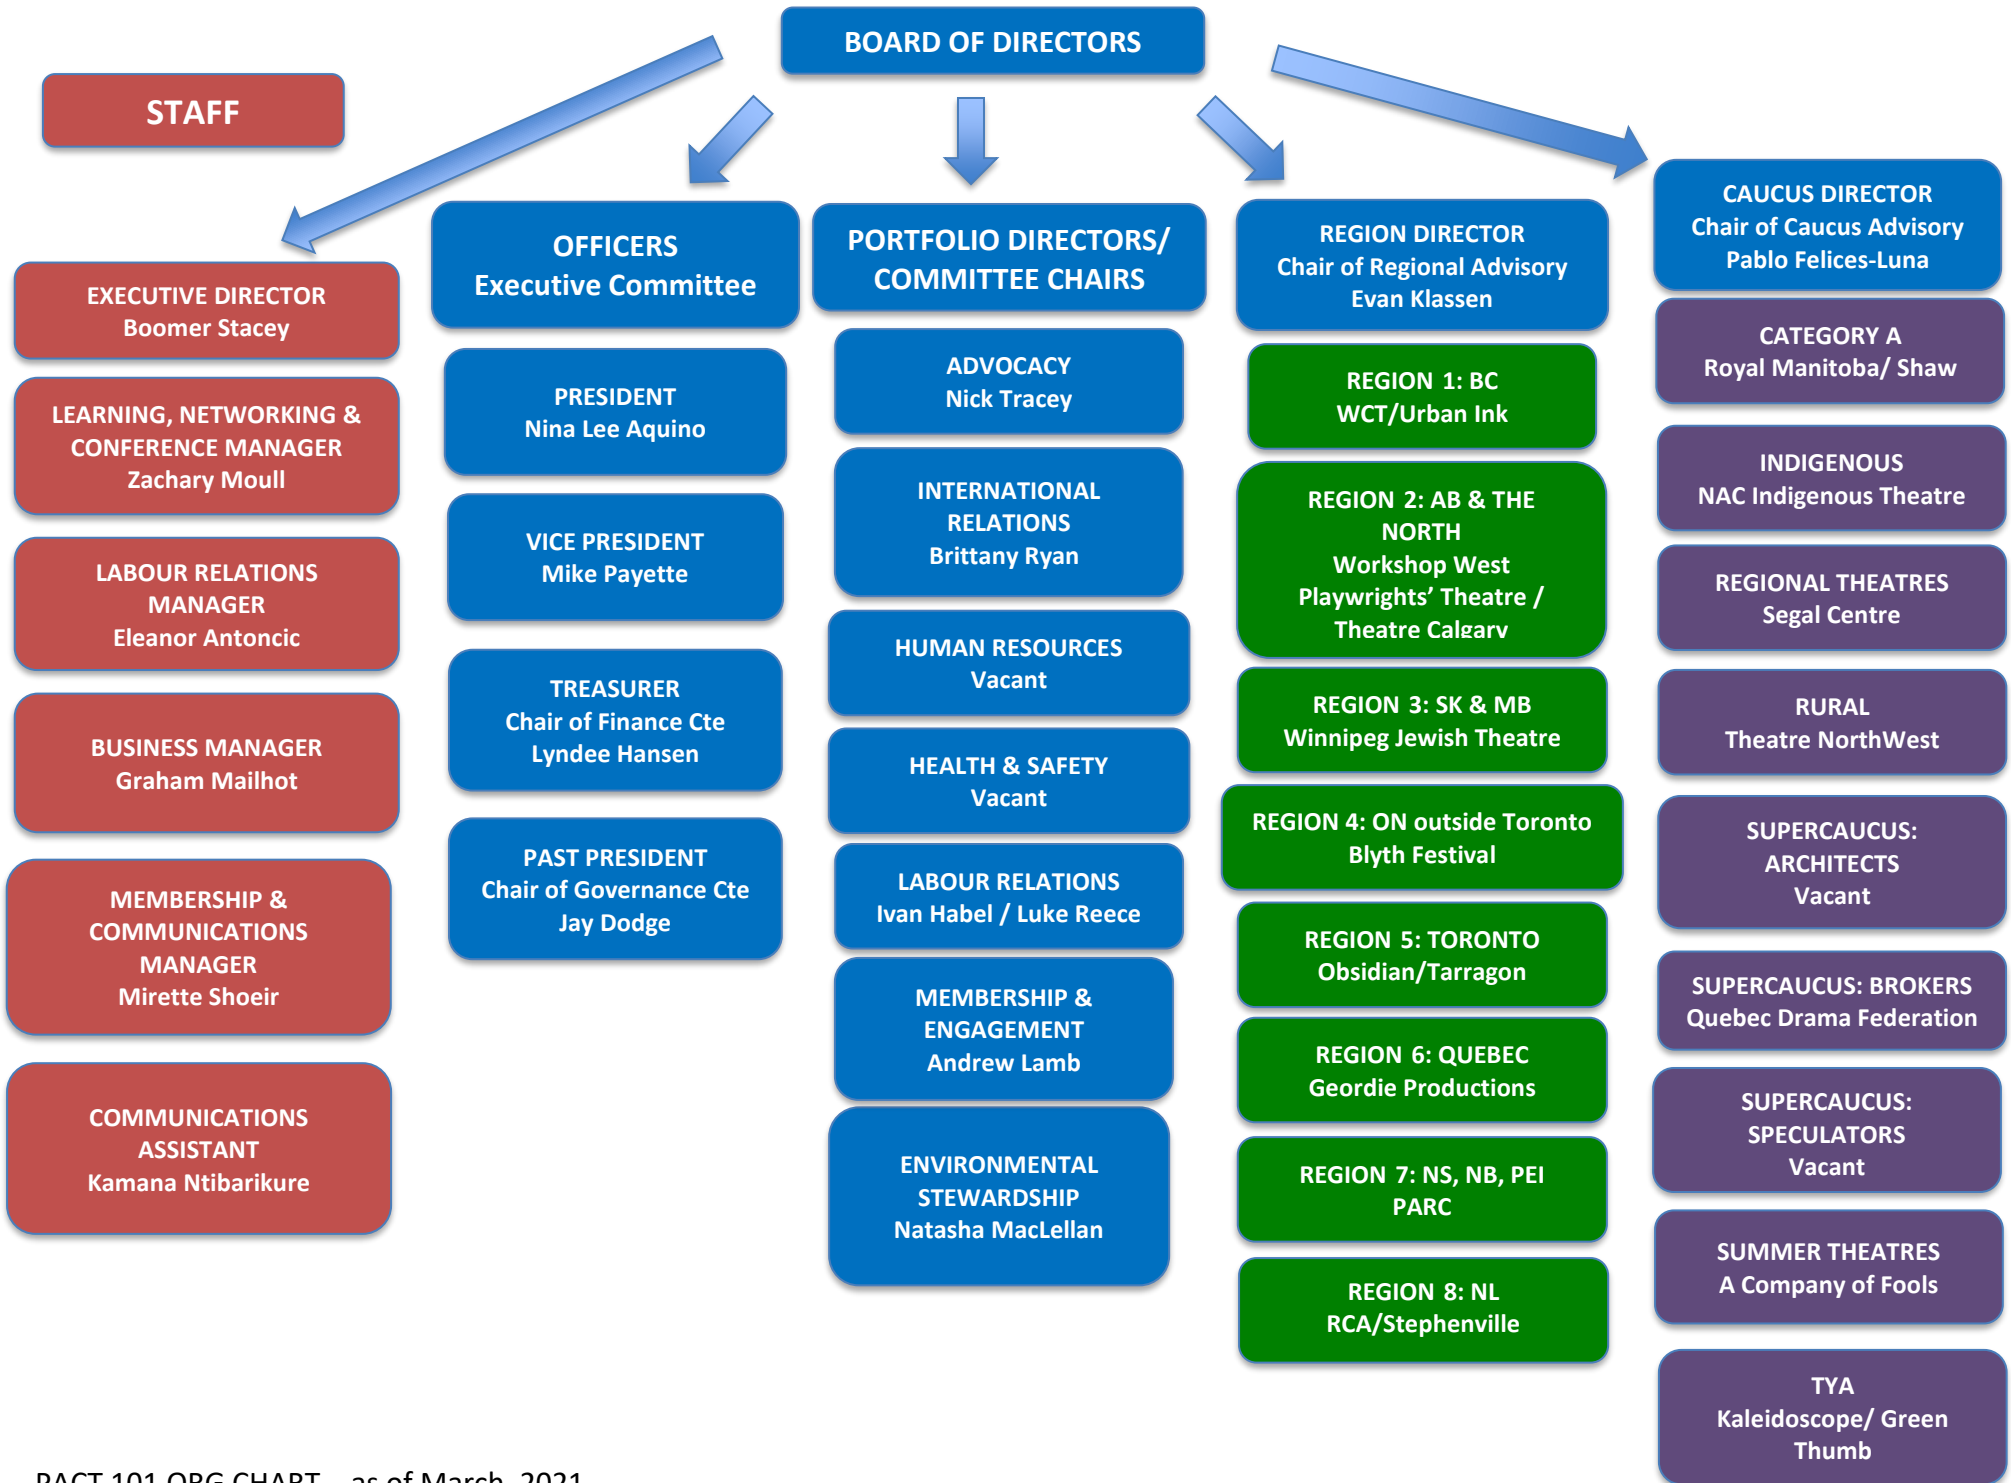 BOARD OF DIRECTORS
STAFF
EXECUTIVE DIRECTOR
Boomer Stacey
LEARNING, NETWORKING &
CONFERENCE MANAGER
Zachary Moull
LABOUR RELATIONS
MANAGER
Eleanor Antoncic
BUSINESS MANAGER
Graham Mailhot
MEMBERSHIP &
COMMUNICATIONS
MANAGER
Mirette Shoeir
COMMUNICATIONS
ASSISTANT
Kamana Ntibarikure
OFFICERS
Executive Committee
PRESIDENT
Nina Lee Aquino
VICE PRESIDENT
Mike Payette
TREASURER
Chair of Finance Cte
Lyndee Hansen
PAST PRESIDENT
Chair of Governance Cte
Jay Dodge
PORTFOLIO DIRECTORS/
COMMITTEE CHAIRS
ADVOCACY
Nick Tracey
INTERNATIONAL
RELATIONS
Brittany Ryan
HUMAN RESOURCES
Vacant
HEALTH & SAFETY
Vacant
LABOUR RELATIONS
Ivan Habel / Luke Reece
MEMBERSHIP &
ENGAGEMENT
Andrew Lamb
ENVIRONMENTAL
STEWARDSHIP
Natasha MacLellan
REGION DIRECTOR
Chair of Regional Advisory
Evan Klassen
REGION 1: BC
WCT/Urban Ink
REGION 2: AB & THE
NORTH
Workshop West
Playwrights’ Theatre /
Theatre Calgary
REGION 3: SK & MB
Winnipeg Jewish Theatre
REGION 4: ON outside Toronto
Blyth Festival
REGION 5: TORONTO
Obsidian/Tarragon
REGION 6: QUEBEC
Geordie Productions
REGION 7: NS, NB, PEI
PARC
REGION 8: NL
RCA/Stephenville
CAUCUS DIRECTOR
Chair of Caucus Advisory
Pablo Felices-Luna
CATEGORY A
Royal Manitoba/ Shaw
INDIGENOUS
NAC Indigenous Theatre
REGIONAL THEATRES
Segal Centre
RURAL
Theatre NorthWest
SUPERCAUCUS:
ARCHITECTS
Vacant
SUPERCAUCUS: BROKERS
Quebec Drama Federation
SUPERCAUCUS:
SPECULATORS
Vacant
SUMMER THEATRES
A Company of Fools
TYA
Kaleidoscope/ Green
Thumb
PACT 101 ORG CHART – as of March, 2021